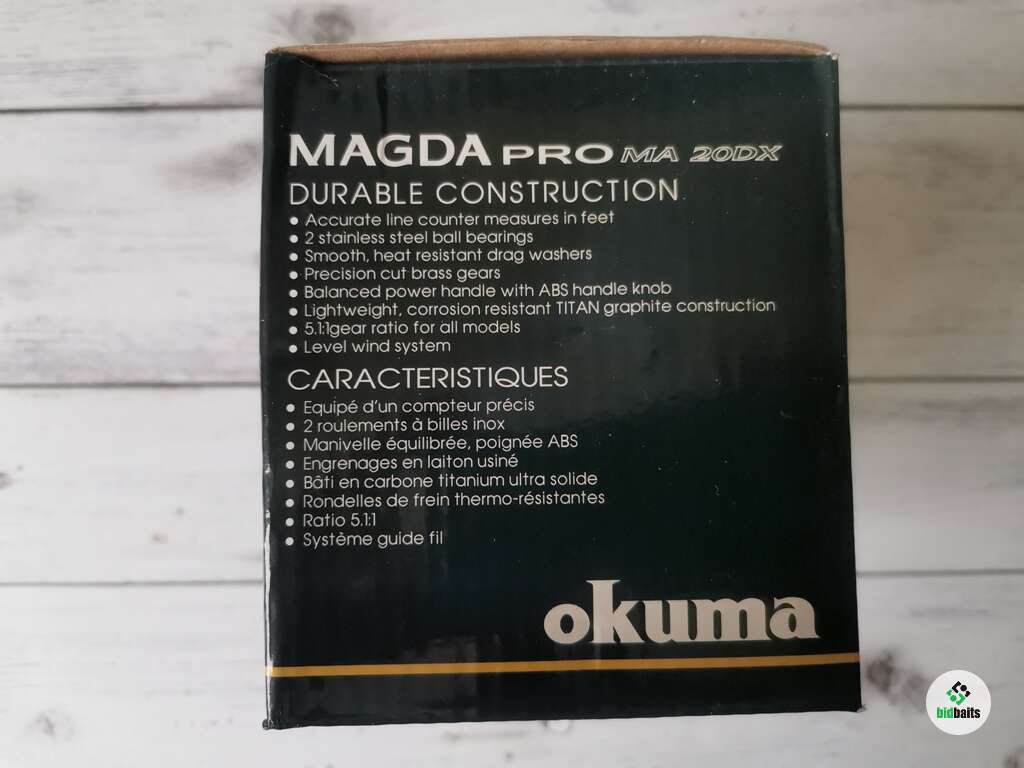 MAGDA PRO MA 20DX
DURABLE CONSTRUCTION
• Accurate line counter measures in feet
• 2 stainless steel ball bearings
• Smooth, heat resistant drag washers
• Precision cut brass gears
• Balanced power handle with ABS handle knob
• Lightweight, corrosion resistant TITAN graphite construction
• 5.1:1gear ratio for all models
• Level wind system
CARACTERISTIQUES
• Equipé d'un compteur précis
• 2 roulements à billes inox
• Manivelle équilibrée, poignée ABS
• Engrenages en laiton usiné
• Bâti en carbone titanium ultra solide
• Rondelles de frein thermo-résistantes
• Ratio 5.1:1
• Système guide fil
okuma
bidbaits